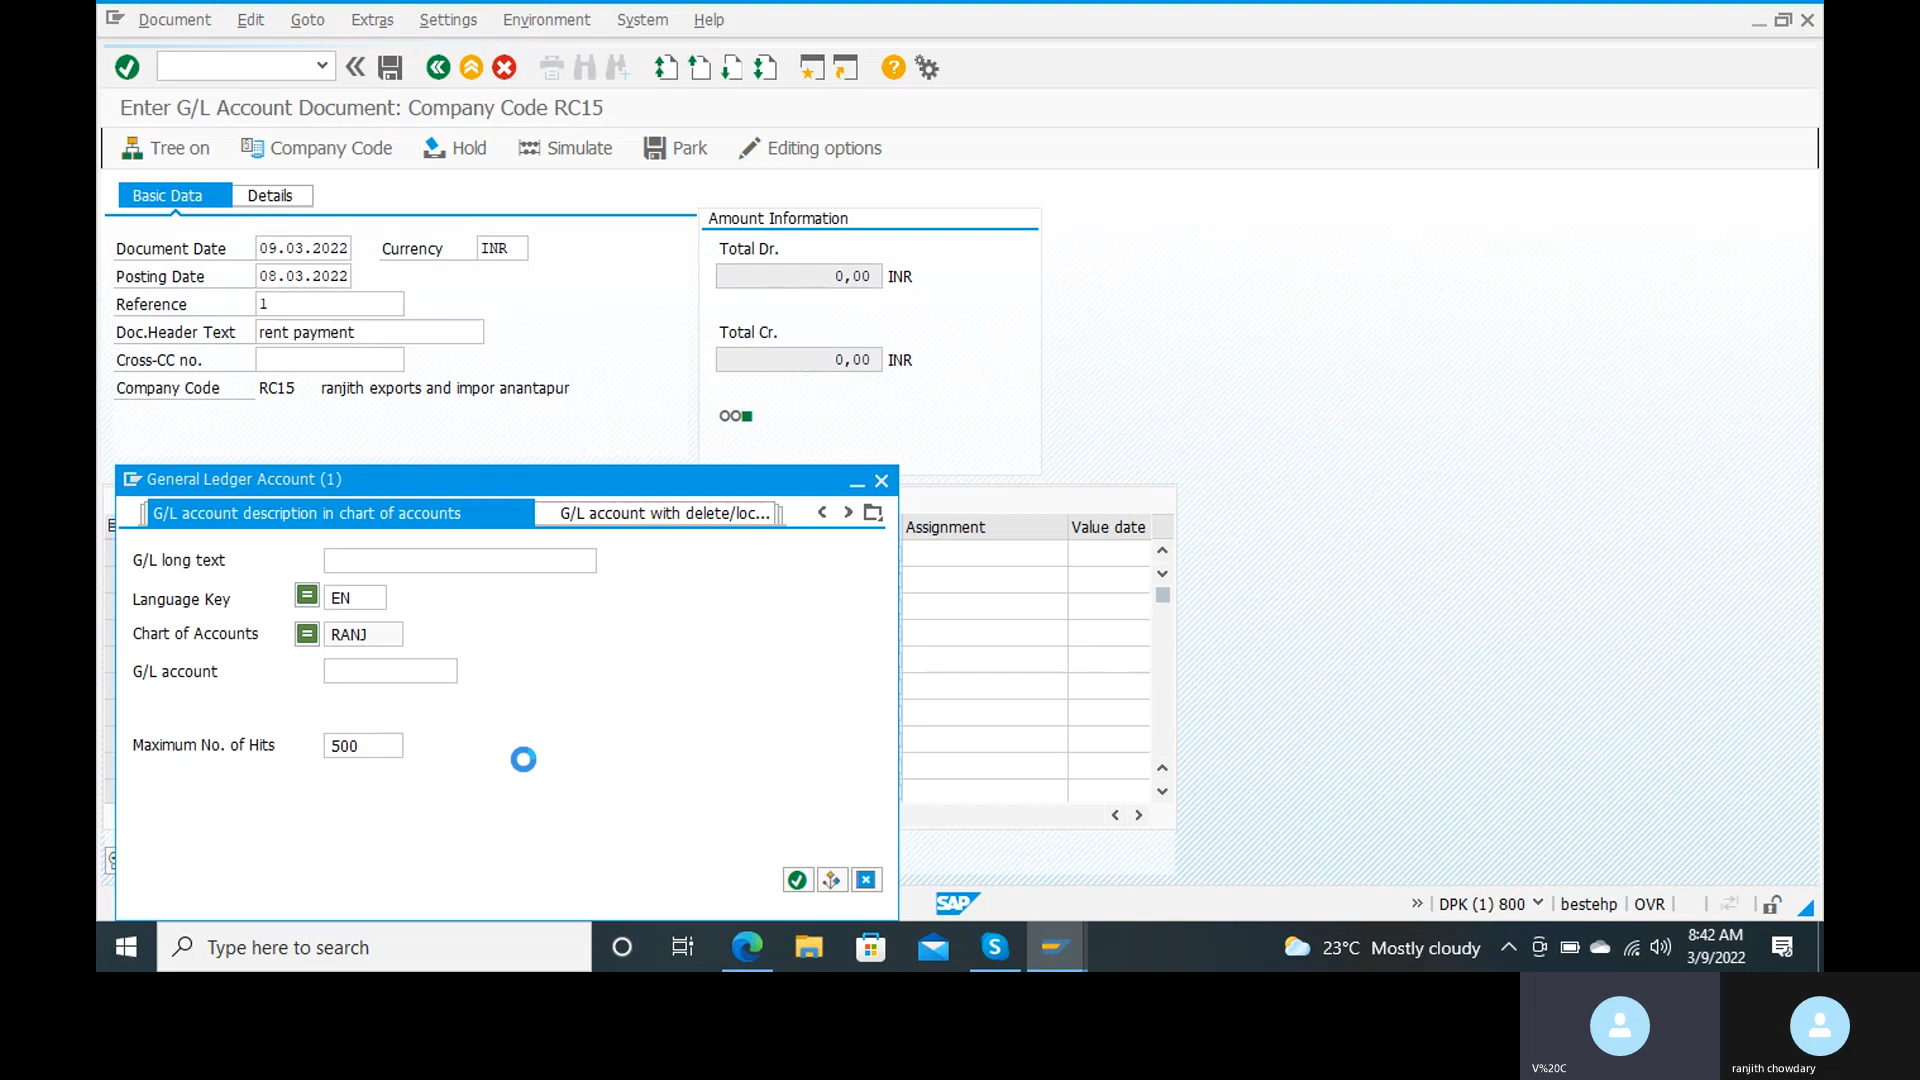 Document Edit Goto Extras Settings Environment System Help
Enter G/L Account Document: Company Code RC15
Tree on Company Code Hold Simulate Park Editing options
Basic Data Details
Amount Information
Document Date 09.03.2022 Currency INR
Total Dr.
Posting Date 08.03.2022
0,00 INR
Reference 1
Doc.Header Text rent payment
Total Cr.
Cross-CC no.
0,00 INR
Company Code RC15 ranjith exports and impor anantapur
General Ledger Account (1)
G/L account description in chart of accounts G/L account with delete/loc...
Assignment Value date
G/L long text
Language Key EN
Chart of Accounts RANJ
G/L account
Maximum No. of Hits 500
SAP DPK (1) 800 bestehp OVR
Type here to search
23°C Mostly cloudy
8:42 AM
3/9/2022
V%20C
ranjith chowdary